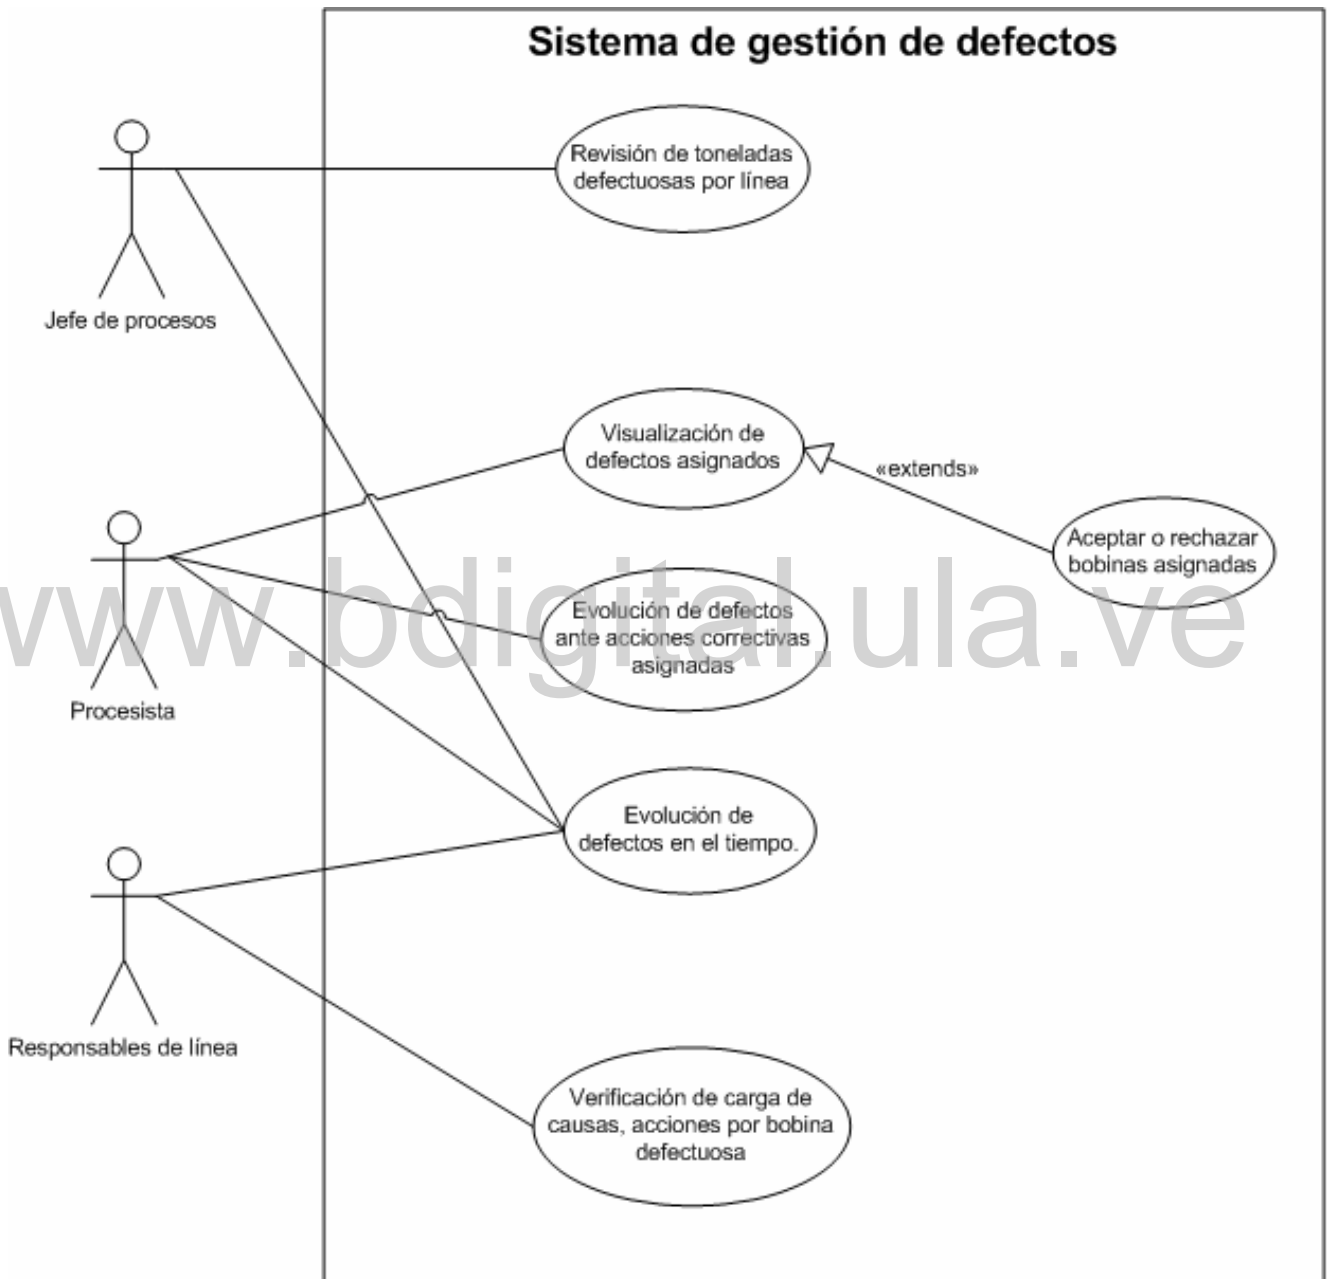 Sistema de gestión de defectos
Revisión de toneladas
defectuosas por línea
Jefe de procesos
Visualización de
defectos asignados
«extends»
Aceptar o rechazar
bobinas asignadas
Procesista
Evolución de defectos
ante acciones correctivas
asignadas
www.bdigital.ula.ve
Evolución de
defectos en el tiempo.
Responsables de línea
Verificación de carga de
causas, acciones por bobina
defectuosa